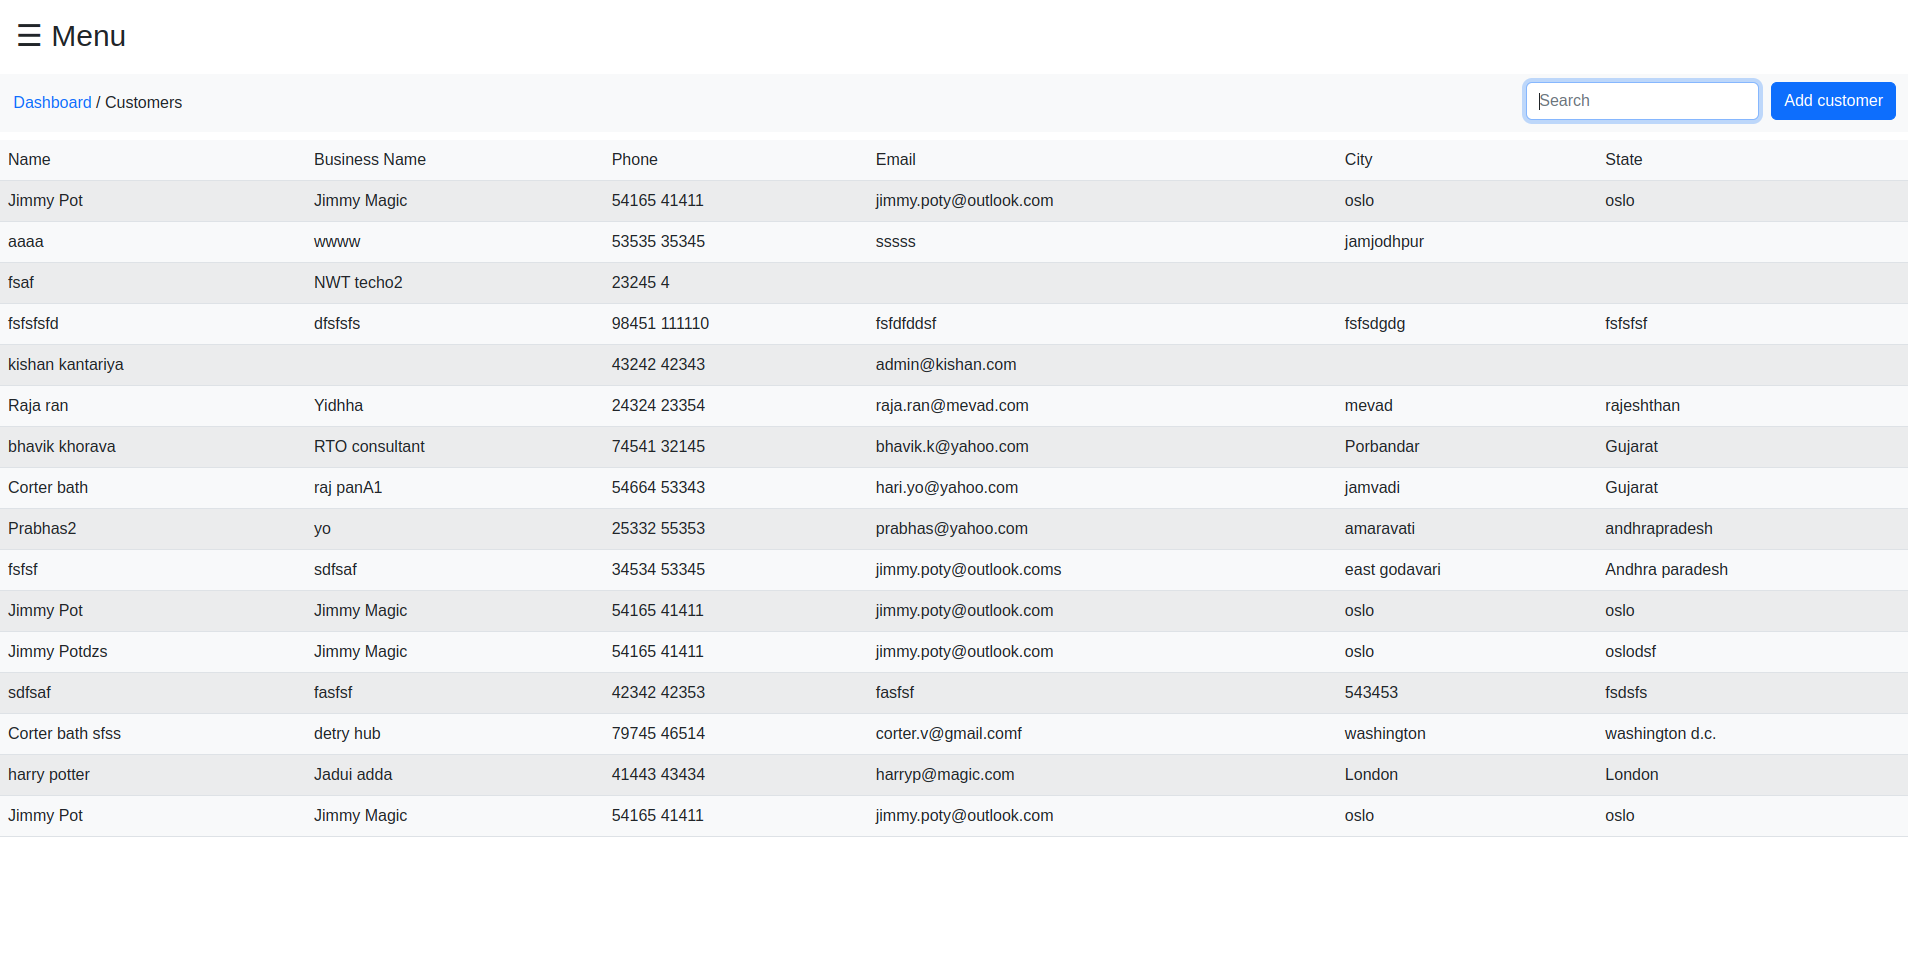 ☰ Menu
Dashboard / Customers Search Add customer
Name Business Name Phone Email City State
Jimmy Pot Jimmy Magic 54165 41411 jimmy.poty@outlook.com oslo oslo
aaaa wwww 53535 35345 sssss jamjodhpur
fsaf NWT techo2 23245 4
fsfsfsfd dfsfsfs 98451 111110 fsfdfddsf fsfsdgdg fsfsfsf
kishan kantariya 43242 42343 admin@kishan.com
Raja ran Yidhha 24324 23354 raja.ran@mevad.com mevad rajeshthan
bhavik khorava RTO consultant 74541 32145 bhavik.k@yahoo.com Porbandar Gujarat
Corter bath raj panA1 54664 53343 hari.yo@yahoo.com jamvadi Gujarat
Prabhas2 yo 25332 55353 prabhas@yahoo.com amaravati andhrapradesh
fsfsf sdfsaf 34534 53345 jimmy.poty@outlook.coms east godavari Andhra paradesh
Jimmy Pot Jimmy Magic 54165 41411 jimmy.poty@outlook.com oslo oslo
Jimmy Potdzs Jimmy Magic 54165 41411 jimmy.poty@outlook.com oslo oslodsf
sdfsaf fasfsf 42342 42353 fasfsf 543453 fsdsfs
Corter bath sfss detry hub 79745 46514 corter.v@gmail.comf washington washington d.c.
harry potter Jadui adda 41443 43434 harryp@magic.com London London
Jimmy Pot Jimmy Magic 54165 41411 jimmy.poty@outlook.com oslo oslo